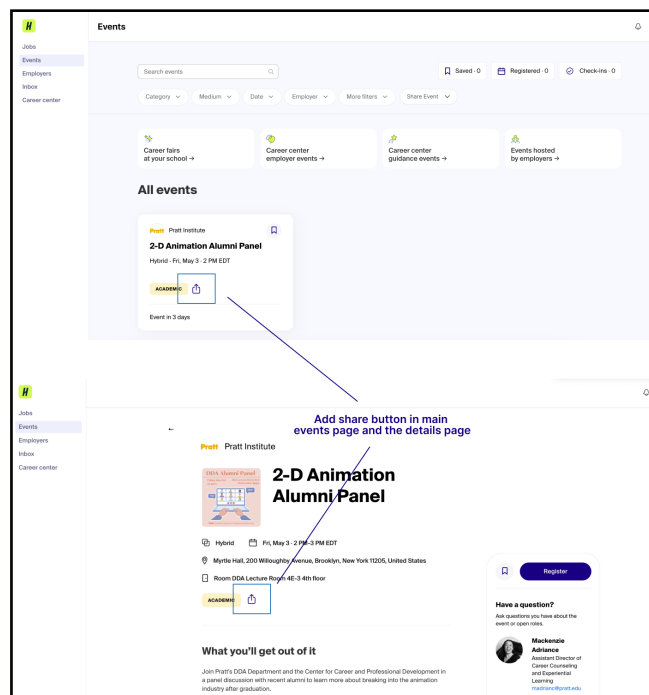 H
Events
Jobs
Events
Employers
Inbox
Career center
Search events
Saved · 0
Registered · 0
Check-ins · 0
Category
Medium
Date
Employer
More filters
Share Event
Career fairs
at your school →
Career center
employer events →
Career center
guidance events →
Events hosted
by employers →
All events
Pratt Pratt Institute
2-D Animation Alumni Panel
Hybrid · Fri, May 3 · 2 PM EDT
ACADEMIC
Event in 3 days
H
Jobs
Events
Employers
Inbox
Career center
Add share button in main
events page and the details page
←
Pratt Pratt Institute
DDA Alumni Panel
2-D Animation
Alumni Panel
Hybrid
Fri, May 3 · 2 PM-3 PM EDT
Myrtle Hall, 200 Willoughby Avenue, Brooklyn, New York 11205, United States
Room DDA Lecture Room 4E-3 4th floor
ACADEMIC
Register
Have a question?
Ask questions you have about the
event or open roles.
Mackenzie
Adriance
Assistant Director of
Career Counseling
and Experiential
Learning
madrianc@pratt.edu
What you’ll get out of it
Join Pratt's DDA Department and the Center for Career and Professional Development in
a panel discussion with recent alumni to learn more about breaking into the animation
industry after graduation.